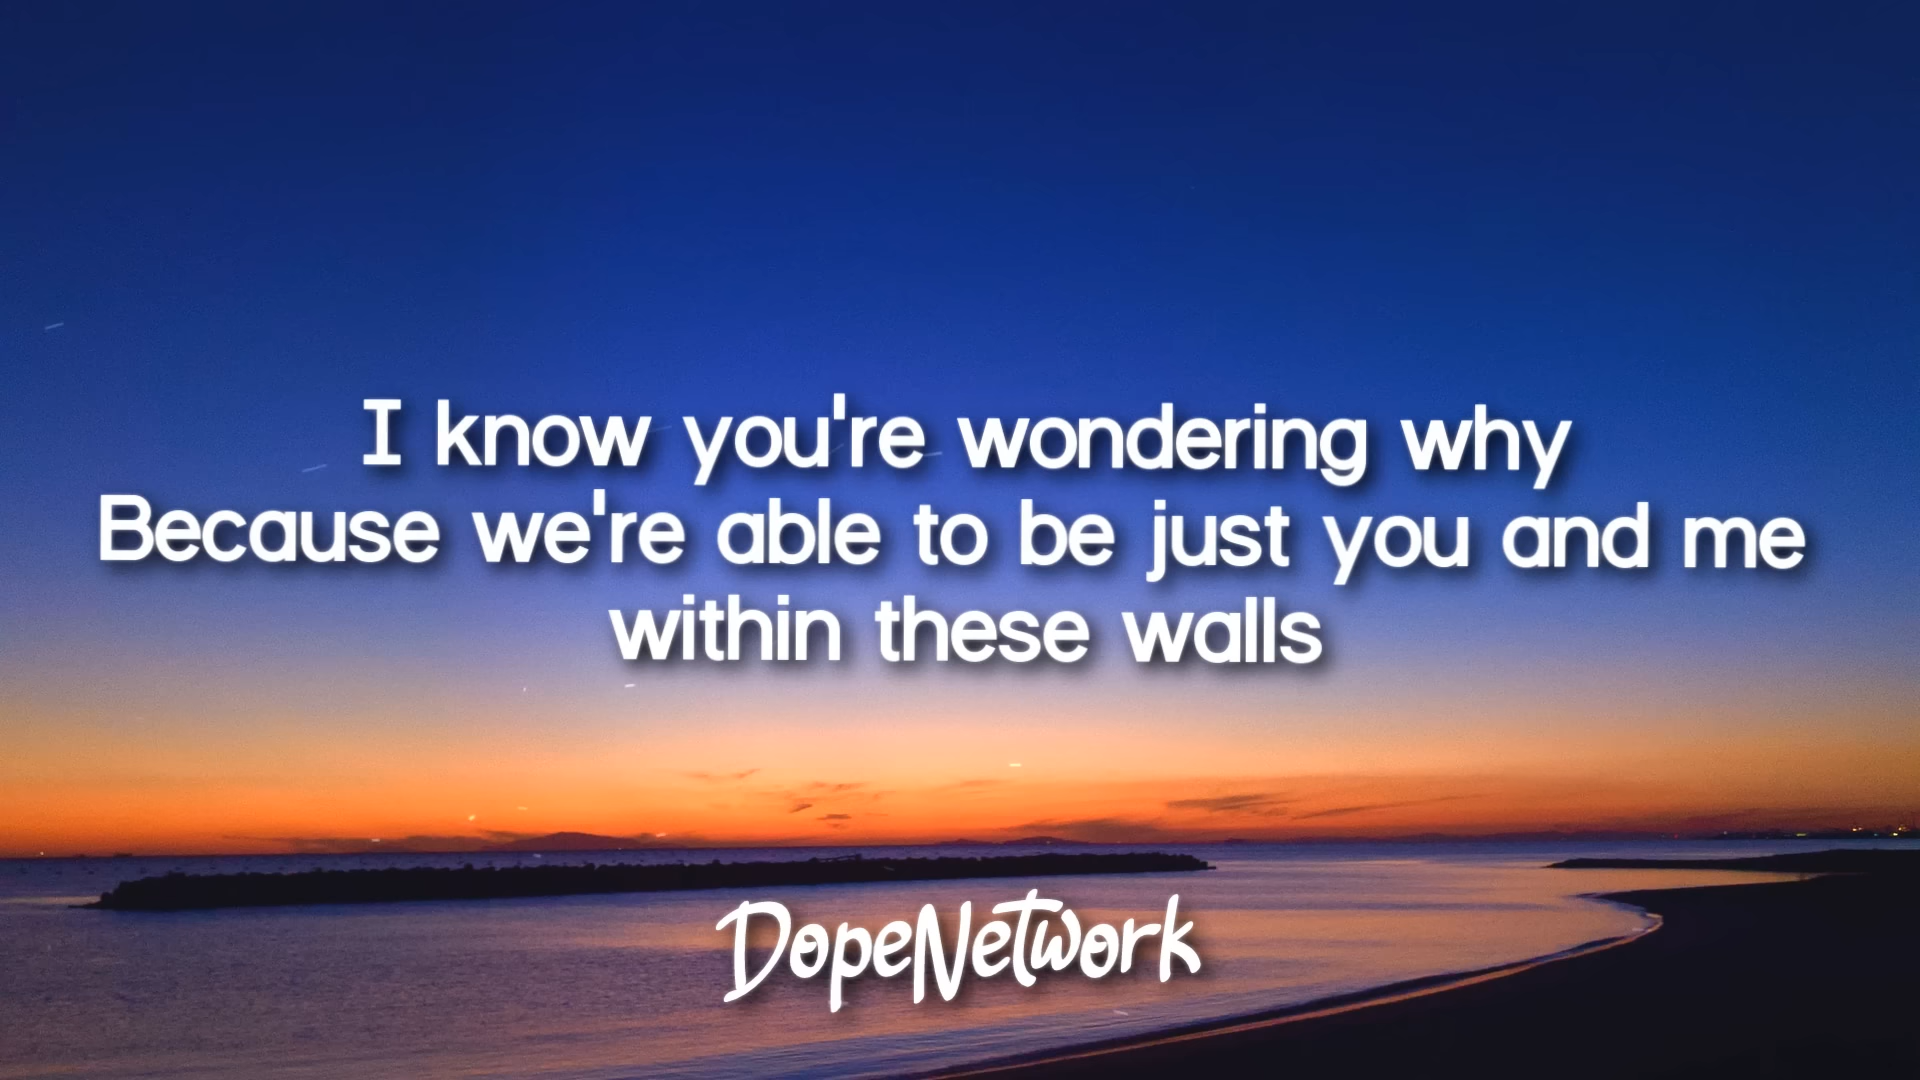 I know you're wondering why
Because we're able to be just you and me
within these walls
DopeNetwork